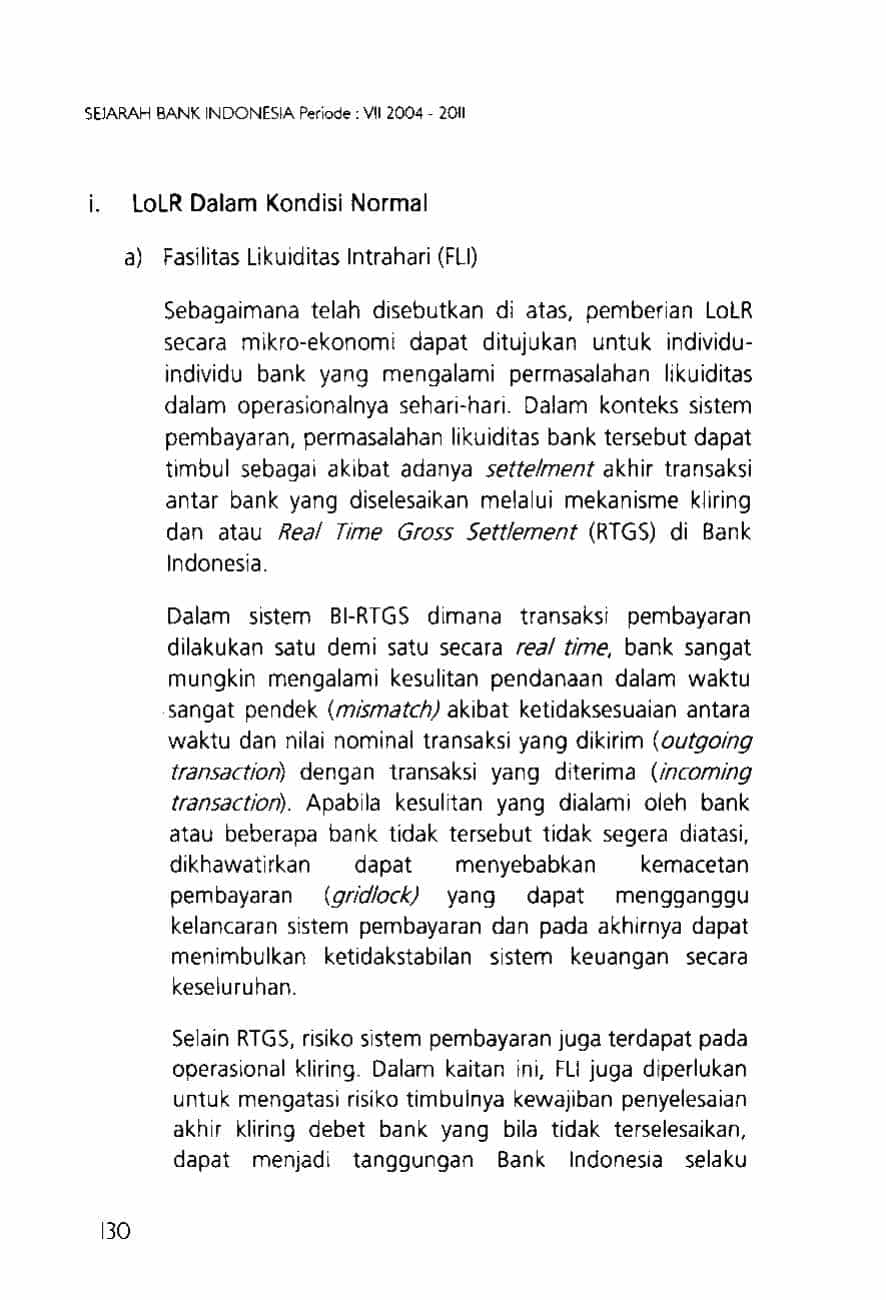 SEJARAH BANK INDONESIA Periode : VII 2004 - 2011
i. LoLR Dalam Kondisi Normal
a) Fasilitas Likuiditas Intrahari (FLI)
Sebagaimana telah disebutkan di atas, pemberian LoLR
secara mikro-ekonomi dapat ditujukan untuk individu-
individu bank yang mengalami permasalahan likuiditas
dalam operasionalnya sehari-hari. Dalam konteks sistem
pembayaran, permasalahan likuiditas bank tersebut dapat
timbul sebagai akibat adanya settelment akhir transaksi
antar bank yang diselesaikan melalui mekanisme kliring
dan atau Real Time Gross Settlement (RTGS) di Bank
Indonesia.
Dalam sistem BI-RTGS dimana transaksi pembayaran
dilakukan satu demi satu secara real time, bank sangat
mungkin mengalami kesulitan pendanaan dalam waktu
sangat pendek (mismatch) akibat ketidaksesuaian antara
waktu dan nilai nominal transaksi yang dikirim (outgoing
transaction) dengan transaksi yang diterima (incoming
transaction). Apabila kesulitan yang dialami oleh bank
atau beberapa bank tidak tersebut tidak segera diatasi,
dikhawatirkan dapat menyebabkan kemacetan
pembayaran (gridlock) yang dapat mengganggu
kelancaran sistem pembayaran dan pada akhirnya dapat
menimbulkan ketidakstabilan sistem keuangan secara
keseluruhan.
Selain RTGS, risiko sistem pembayaran juga terdapat pada
operasional kliring. Dalam kaitan ini, FLI juga diperlukan
untuk mengatasi risiko timbulnya kewajiban penyelesaian
akhir kliring debet bank yang bila tidak terselesaikan,
dapat menjadi tanggungan Bank Indonesia selaku
130